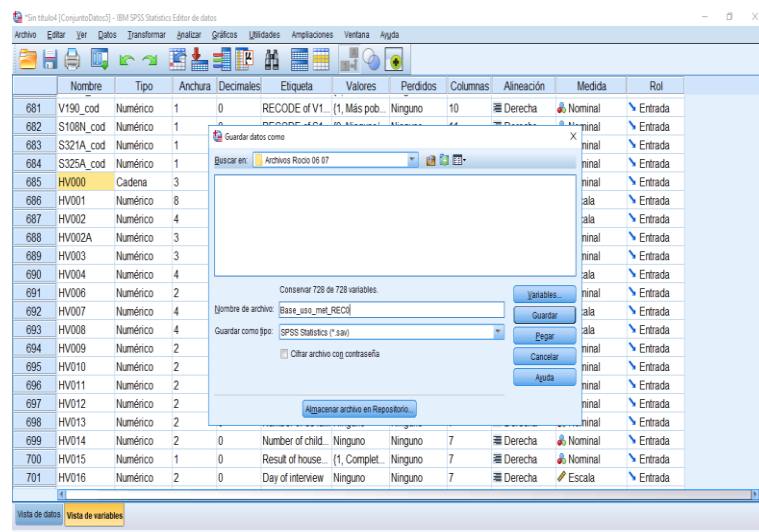 *Sin título4 [ConjuntoDatos5] - IBM SPSS Statistics Editor de datos
Archivo Editar Ver Datos Transformar Analizar Gráficos Utilidades Ampliaciones Ventana Ayuda
Nombre Tipo Anchura Decimales Etiqueta Valores Perdidos Columnas Alineación Medida Rol
681 V190_cod Numérico 1 0 RECODE of V1... {1, Más pob... Ninguno 10 Derecha Nominal Entrada
682 S108N_cod Numérico 1 Entrada
683 S321A_cod Numérico 1 Entrada
684 S325A_cod Numérico 1 Entrada
685 HV000 Cadena 3 Entrada
686 HV001 Numérico 8 Entrada
687 HV002 Numérico 4 Entrada
688 HV002A Numérico 3 Entrada
689 HV003 Numérico 3 Entrada
690 HV004 Numérico 4 Entrada
691 HV006 Numérico 2 Entrada
692 HV007 Numérico 4 Entrada
693 HV008 Numérico 4 Entrada
694 HV009 Numérico 2 Entrada
695 HV010 Numérico 2 Entrada
696 HV011 Numérico 2 Entrada
697 HV012 Numérico 2 Entrada
698 HV013 Numérico 2 Entrada
699 HV014 Numérico 2 0 Number of child... Ninguno Ninguno 7 Derecha Nominal Entrada
700 HV015 Numérico 1 0 Result of house... {1, Complet... Ninguno 7 Derecha Nominal Entrada
701 HV016 Numérico 2 0 Day of interview Ninguno Ninguno 7 Derecha Escala Entrada
Guardar datos como
Buscar en: Archivos Rocio 06 07
Conservar 728 de 728 variables.
Variables...
Nombre de archivo: Base_uso_met_REC0
Guardar
Guardar como tipo: SPSS Statistics (*.sav)
Pegar
Cifrar archivo con contraseña
Cancelar
Ayuda
Almacenar archivo en Repositorio...
Vista de datos Vista de variables